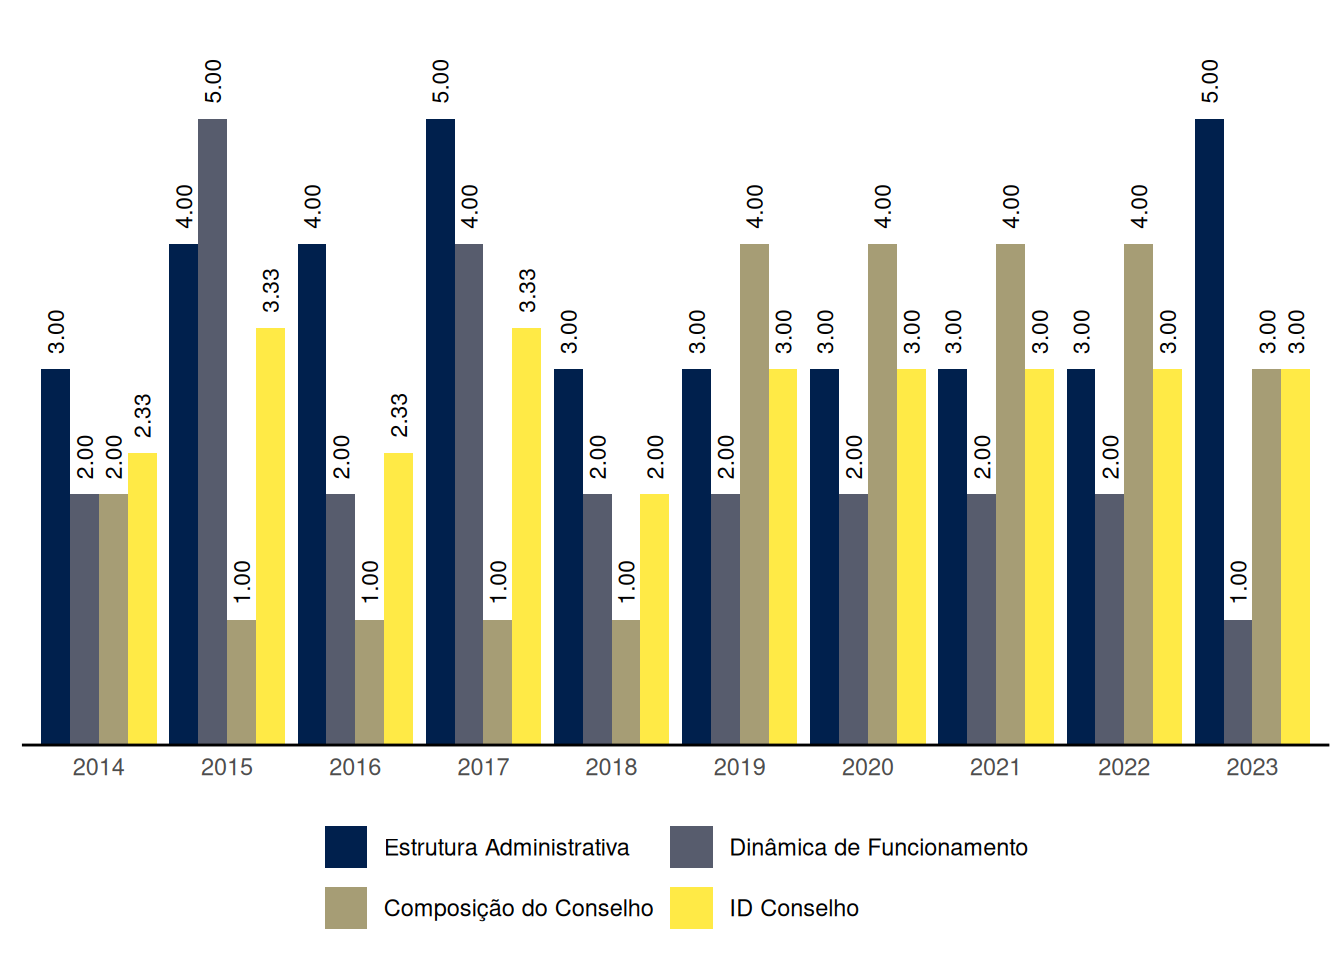 3.00 2.00 2.00 2.33 4.00 5.00 1.00 3.33 4.00 2.00 1.00 2.33 5.00 4.00 1.00 3.33 3.00 2.00 1.00 2.00 3.00 2.00 4.00 3.00 3.00 2.00 4.00 3.00 3.00 2.00 4.00 3.00 3.00 2.00 4.00 3.00 5.00 1.00 3.00 3.00
2014 2015 2016 2017 2018 2019 2020 2021 2022 2023
Estrutura Administrativa Dinâmica de Funcionamento
Composição do Conselho ID Conselho